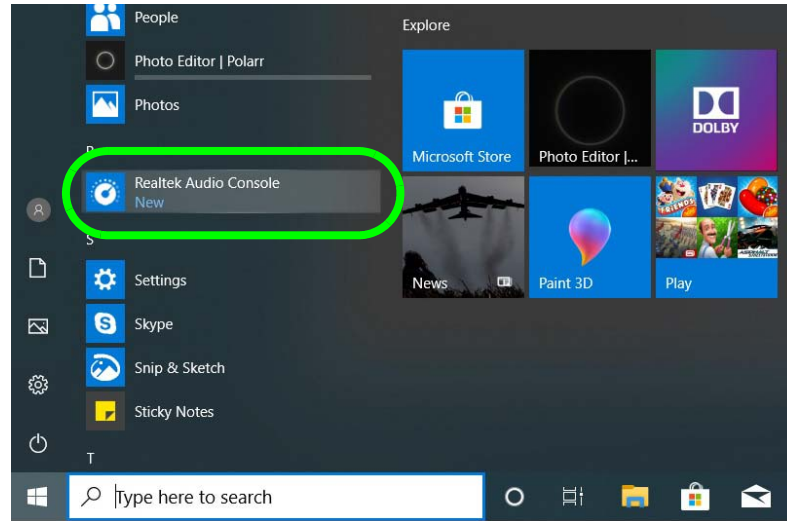 People
Photo Editor | Polarr
Photos
Realtek Audio Console
New
S
Settings
Skype
Snip & Sketch
Sticky Notes
T
Type here to search
Explore
Microsoft Store
Photo Editor |...
DOLBY
News
Paint 3D
Play